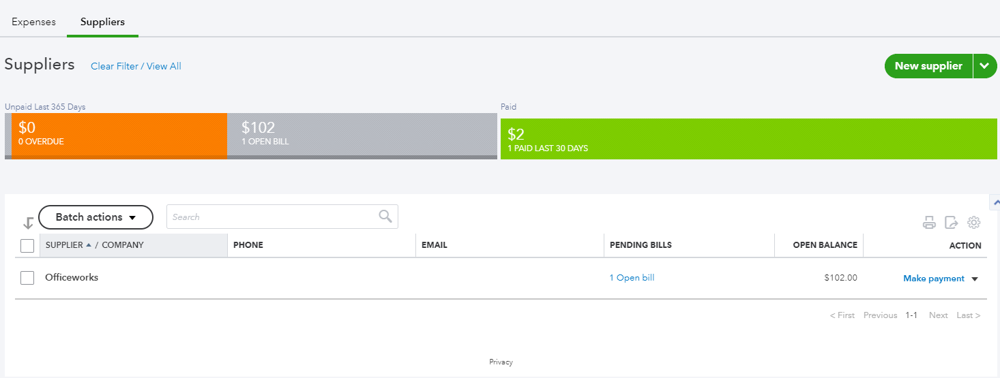 Expenses Suppliers
Suppliers Clear Filter / View All New supplier
Unpaid Last 365 Days Paid
$0 $102 $2
0 OVERDUE 1 OPEN BILL 1 PAID LAST 30 DAYS
Batch actions Search
SUPPLIER / COMPANY PHONE EMAIL PENDING BILLS OPEN BALANCE ACTION
Officeworks 1 Open bill $102.00 Make payment
< First Previous 1-1 Next Last >
Privacy